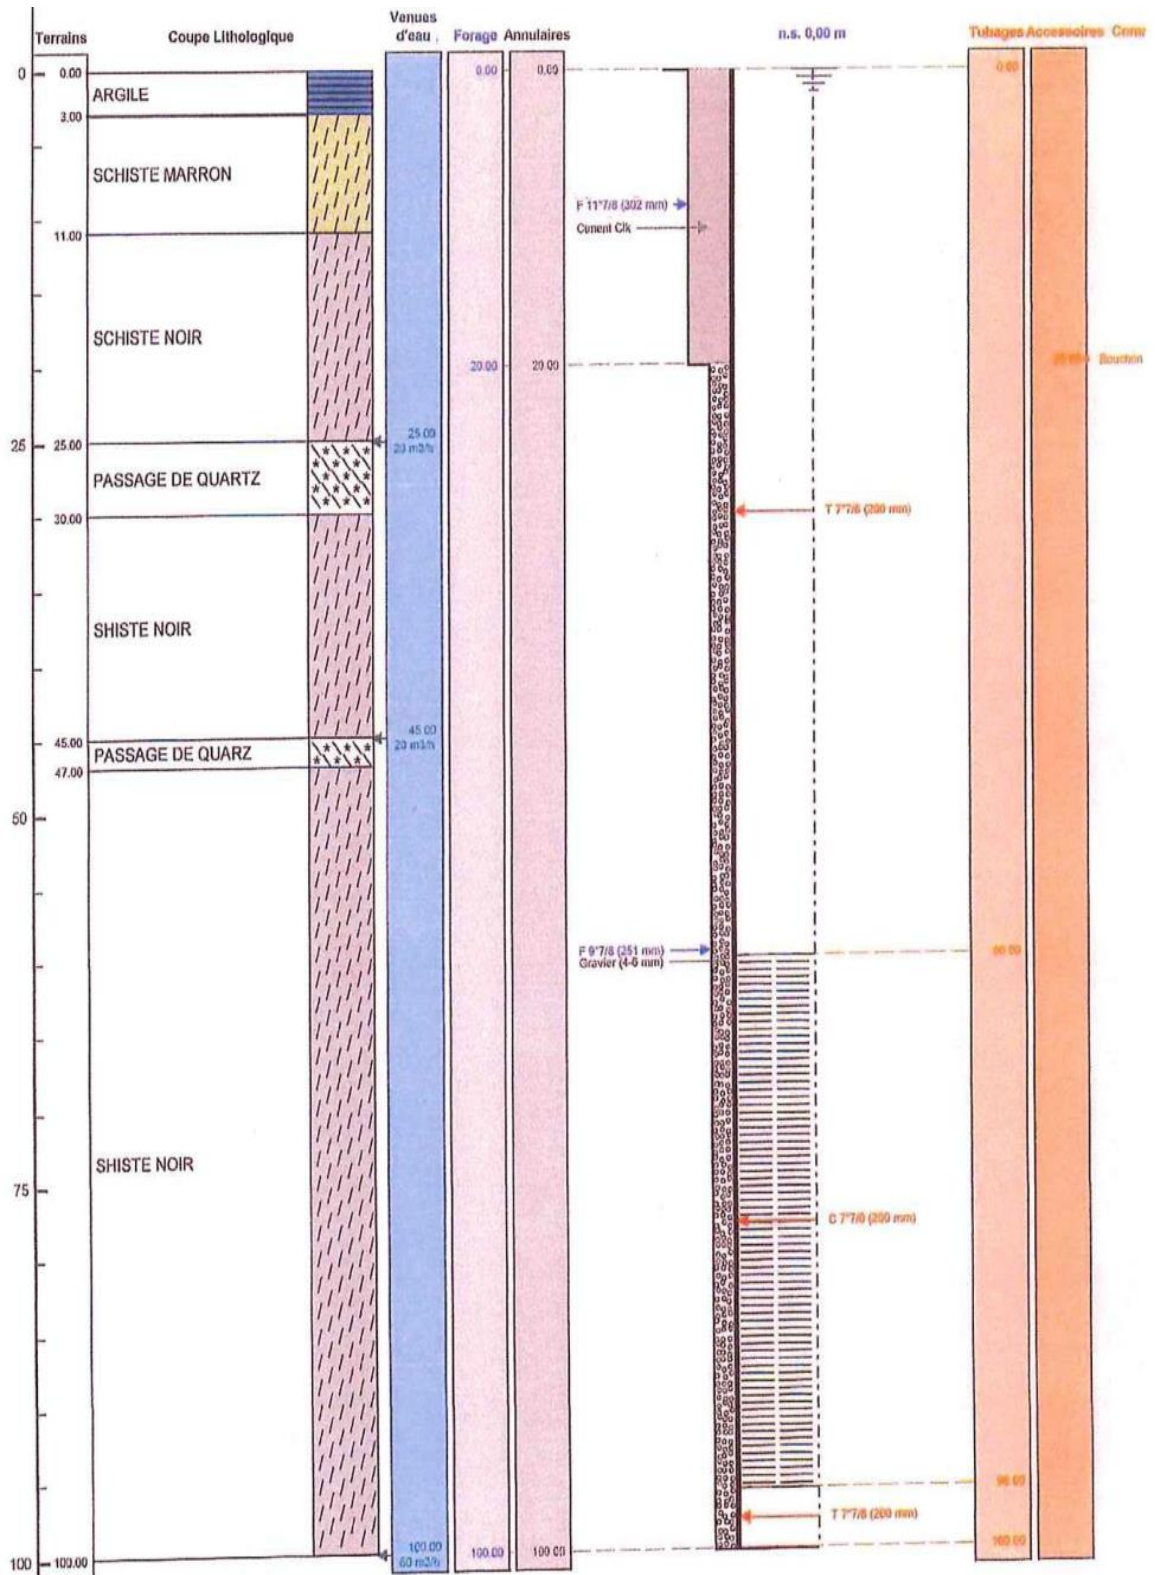 Terrains Coupe Lithologique Venues d'eau Forage Annulaires n.s. 0,00 m Tubages Accessoires
0 0.00 0.00 0.00 0.00
ARGILE
3.00
SCHISTE MARRON
F 11"7/8 (302 mm)
Cement Clk
11.00
SCHISTE NOIR
20.00 20.00 Bouchon
25 25.00 25.00
20 m3/h
PASSAGE DE QUARTZ
30.00 T 7"7/8 (200 mm)
SHISTE NOIR
45.00 45.00
20 m3/h
PASSAGE DE QUARZ
47.00
50
F 9"7/8 (251 mm)
Gravier (4-6 mm)
SHISTE NOIR
75
C 7"7/8 (200 mm)
T 7"7/8 (200 mm)
100 100.00 100.00 100.00 100.00 100.00
60 m3/h